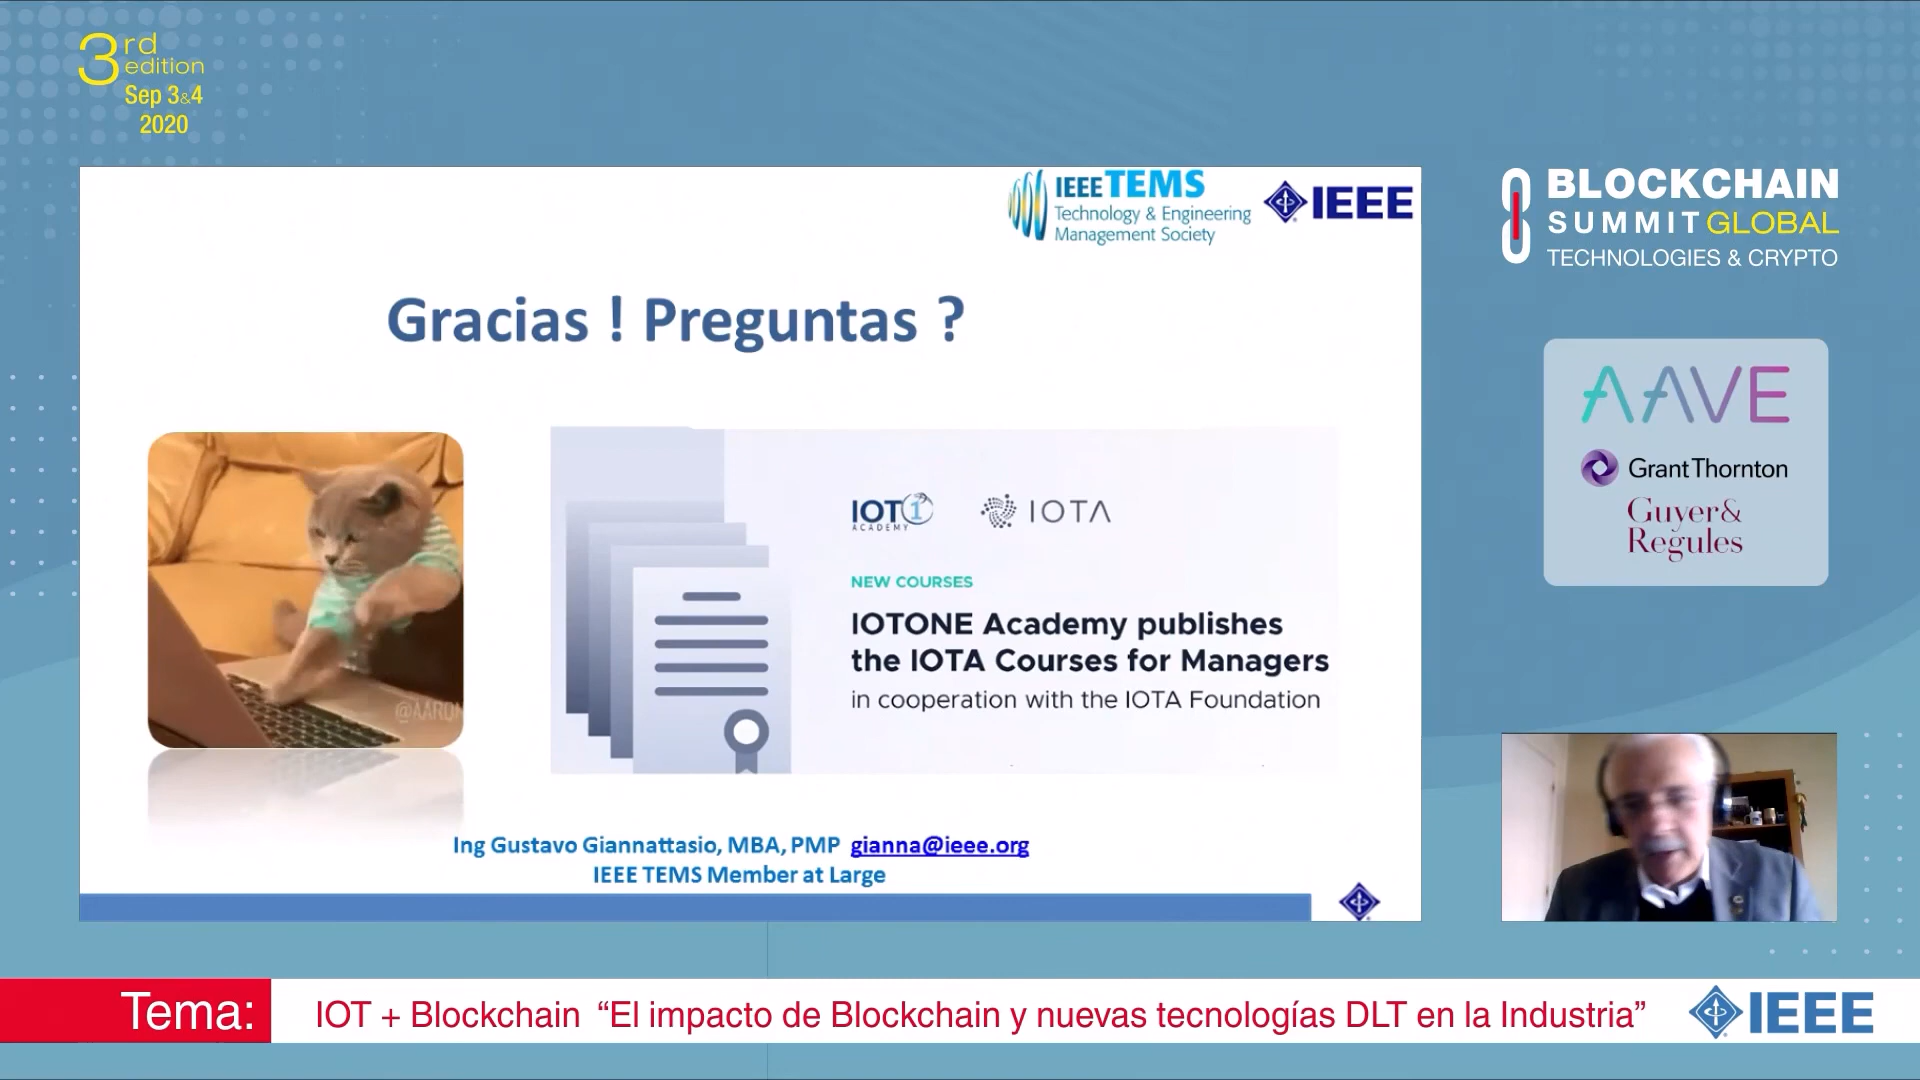 3rd
edition
Sep 3&4
2020
IEEE TEMS
Technology & Engineering
Management Society
IEEE
BLOCKCHAIN
SUMMIT GLOBAL
TECHNOLOGIES & CRYPTO
Gracias ! Preguntas ?
AAVE
Grant Thornton
Guyer&
Regules
IOT1
ACADEMY
IOTA
NEW COURSES
IOTONE Academy publishes
the IOTA Courses for Managers
in cooperation with the IOTA Foundation
@AARON
Ing Gustavo Giannattasio, MBA, PMP gianna@ieee.org
IEEE TEMS Member at Large
Tema:
IOT + Blockchain “El impacto de Blockchain y nuevas tecnologías DLT en la Industria”
IEEE